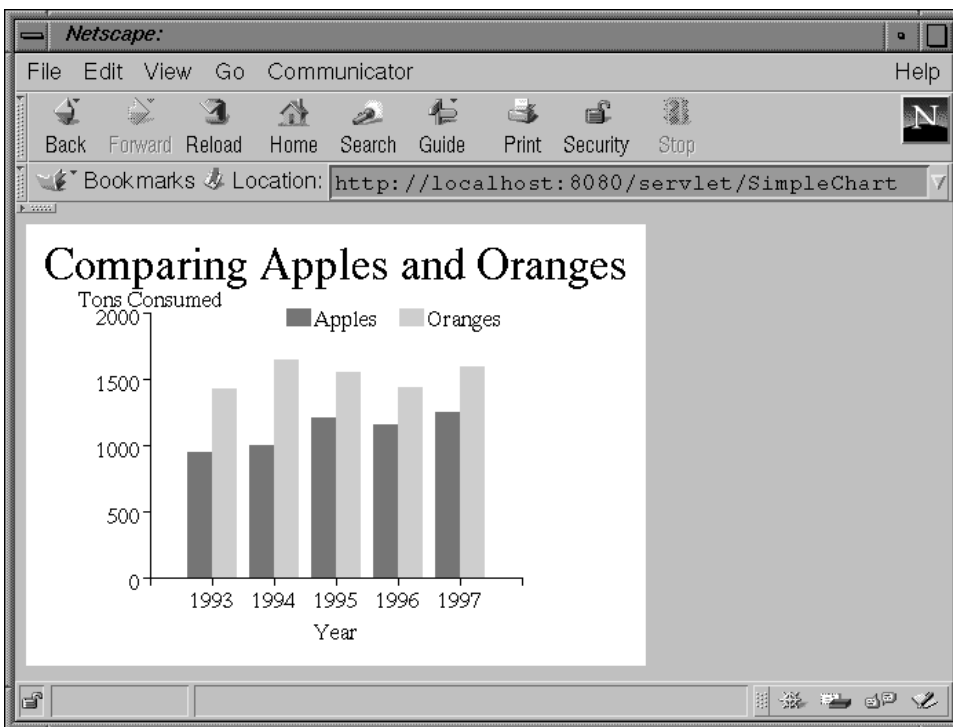 Netscape:
File Edit View Go Communicator Help
Back Forward Reload Home Search Guide Print Security Stop
N
Bookmarks Location: http://localhost:8080/servlet/SimpleChart
Comparing Apples and Oranges
Tons Consumed
2000
Apples Oranges
1500
1000
500
0
1993 1994 1995 1996 1997
Year